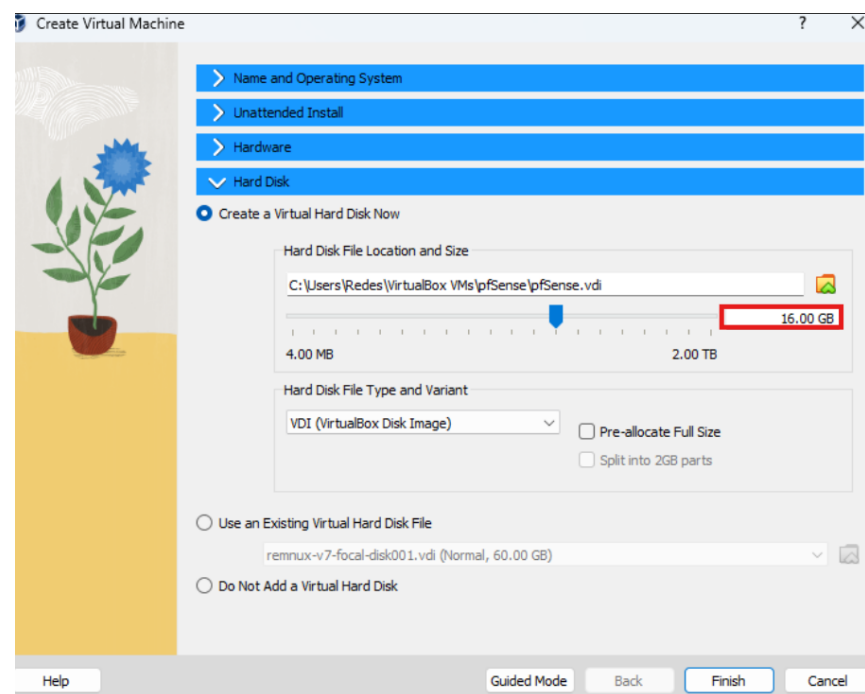 Create Virtual Machine ?
Name and Operating System
Unattended Install
Hardware
Hard Disk
Create a Virtual Hard Disk Now
Hard Disk File Location and Size
C:\Users\Redes\VirtualBox VMs\pfSense\pfSense.vdi
16.00 GB
4.00 MB 2.00 TB
Hard Disk File Type and Variant
VDI (VirtualBox Disk Image)
Pre-allocate Full Size
Split into 2GB parts
Use an Existing Virtual Hard Disk File
remnux-v7-focal-disk001.vdi (Normal, 60.00 GB)
Do Not Add a Virtual Hard Disk
Help Guided Mode Back Finish Cancel